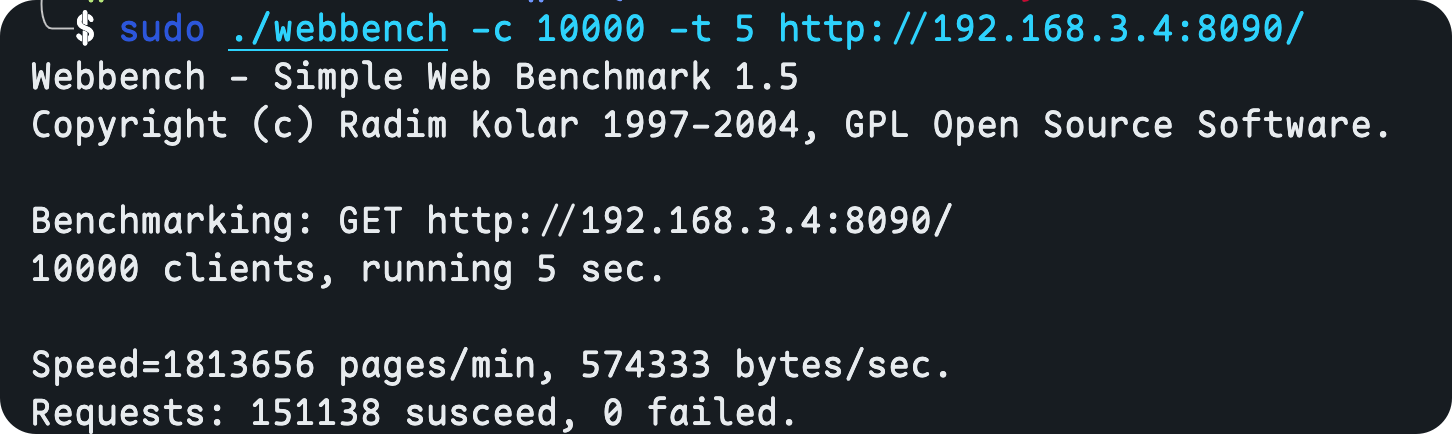 $ sudo ./webbench -c 10000 -t 5 http://192.168.3.4:8090/
Webbench - Simple Web Benchmark 1.5
Copyright (c) Radim Kolar 1997-2004, GPL Open Source Software.
Benchmarking: GET http://192.168.3.4:8090/
10000 clients, running 5 sec.
Speed=1813656 pages/min, 574333 bytes/sec.
Requests: 151138 susceed, 0 failed.